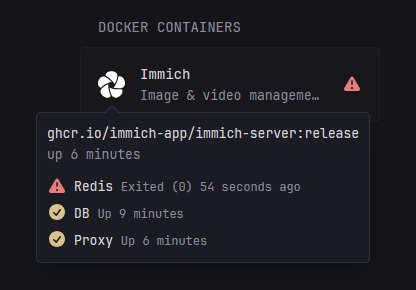 DOCKER CONTAINERS
Immich
Image & video manageme…
ghcr.io/immich-app/immich-server:release
up 6 minutes
Redis Exited (0) 54 seconds ago
DB Up 9 minutes
Proxy Up 6 minutes